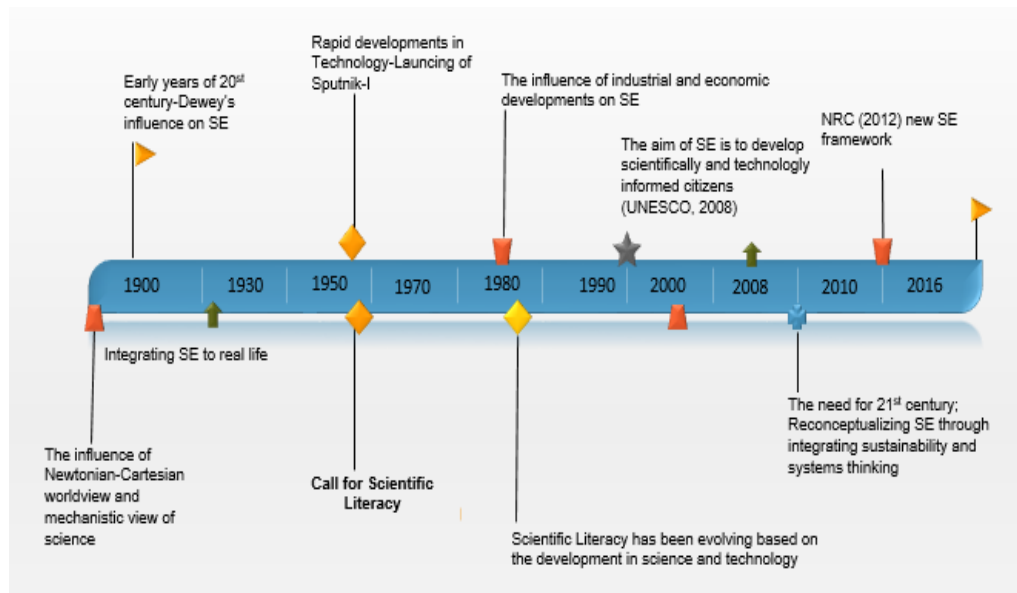 Rapid developments in
Technology-Launcing of
Sputnik-I
Early years of 20st
century-Dewey's
influence on SE
The influence of industrial and economic
developments on SE
NRC (2012) new SE
framework
The aim of SE is to develop
scientifically and technologly
informed citizens
(UNESCO, 2008)
1900
1930
1950
1970
1980
1990
2000
2008
2010
2016
Integrating SE to real life
The need for 21st century;
Reconceptualizing SE through
integrating sustainability and
systems thinking
The influence of
Newtonian-Cartesian
worldview and
mechanistic view of
science
Call for Scientific
Literacy
Scientific Literacy has been evolving based on
the development in science and technology